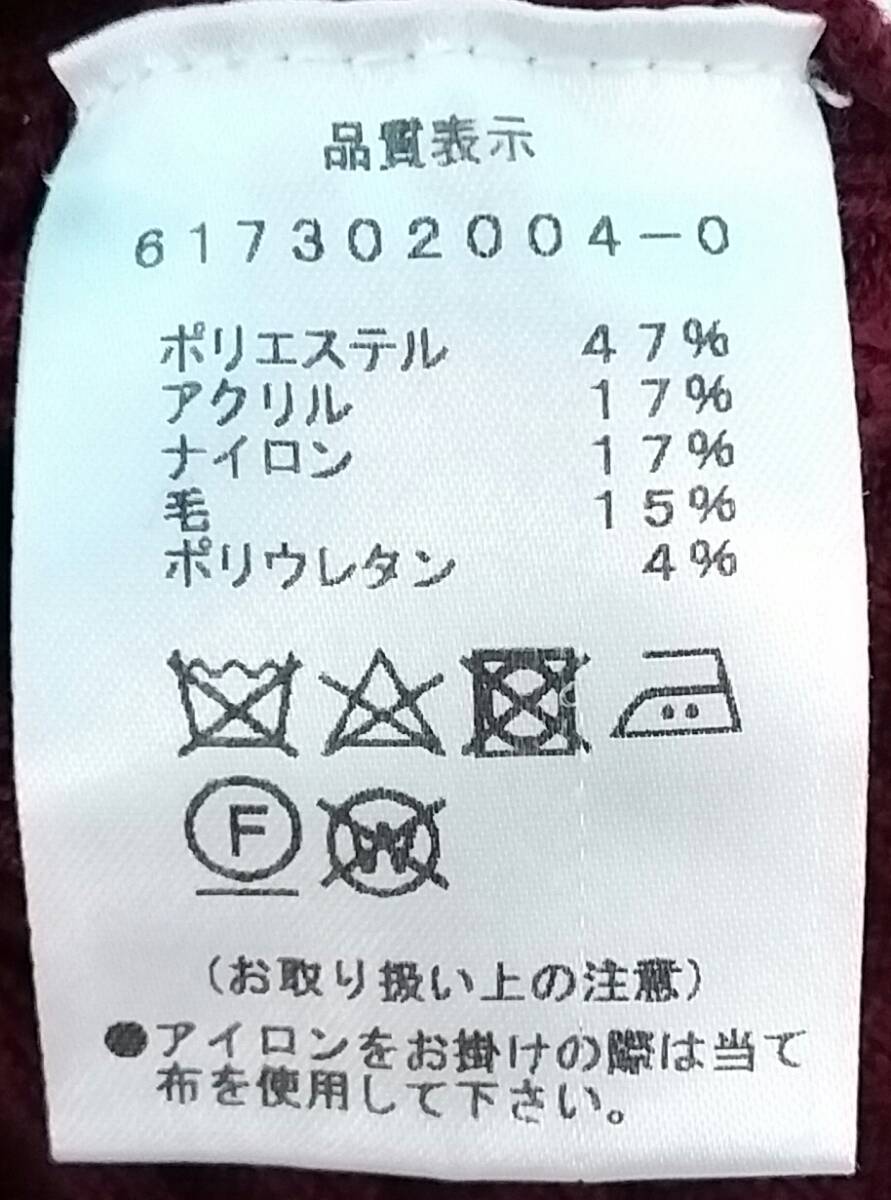 品質表示
617302004-0
ポリエステル 47%
アクリル 17%
ナイロン 17%
毛 15%
ポリウレタン 4%
F
W
(お取り扱い上の注意)
●アイロンをお掛けの際は当て
布を使用して下さい。